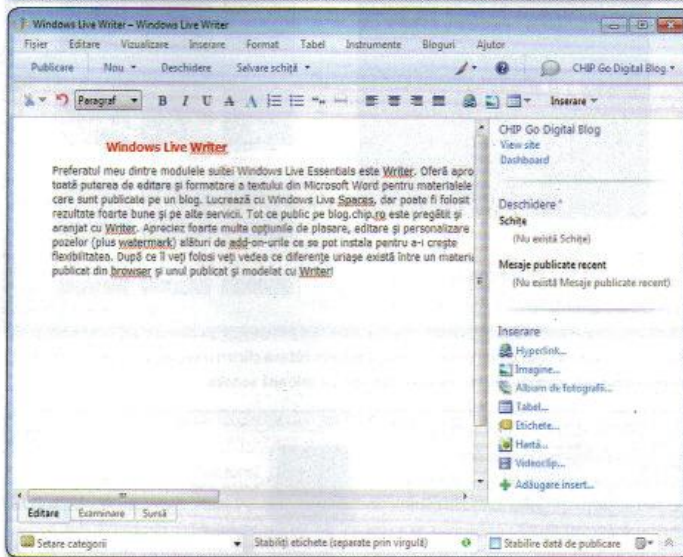 Windows Live Writer – Windows Live Writer
Fișier Editare Vizualizare Inserare Format Tabel Instrumente Bloguri Ajutor
Publicare Nou Deschidere Salvare schiță CHIP Go Digital Blog
Paragraf B I U A A Inserare
Windows Live Writer
Preferatul meu dintre modulele suitei Windows Live Essentials este Writer. Oferă apro
toată puterea de editare și formatare a textului din Microsoft Word pentru materialele
care sunt publicate pe un blog. Lucrează cu Windows Live Spaces, dar poate fi folosit
rezultate foarte bune și pe alte servicii. Tot ce public pe blog.chip.ro este pregătit și
aranjat cu Writer. Apreciez foarte multe opțiunile de plasare, editare și personalizare
pozelor (plus watermark) alături de add-on-urile ce se pot instala pentru a-i crește
flexibilitatea. După ce îl veți folosi veți vedea ce diferențe uriașe există între un materia
publicat din browser și unul publicat și modelat cu Writer!
CHIP Go Digital Blog
View site
Dashboard
Deschidere
Schițe
(Nu există Schițe)
Mesaje publicate recent
(Nu există Mesaje publicate recent)
Inserare
Hyperlink...
Imagine...
Album de fotografii...
Tabel...
Etichete...
Hartă...
Videoclip...
Adăugare insert...
Editare Examinare Sursă
Setare categorii Stabiliți etichete (separate prin virgulă) Stabilire dată de publicare